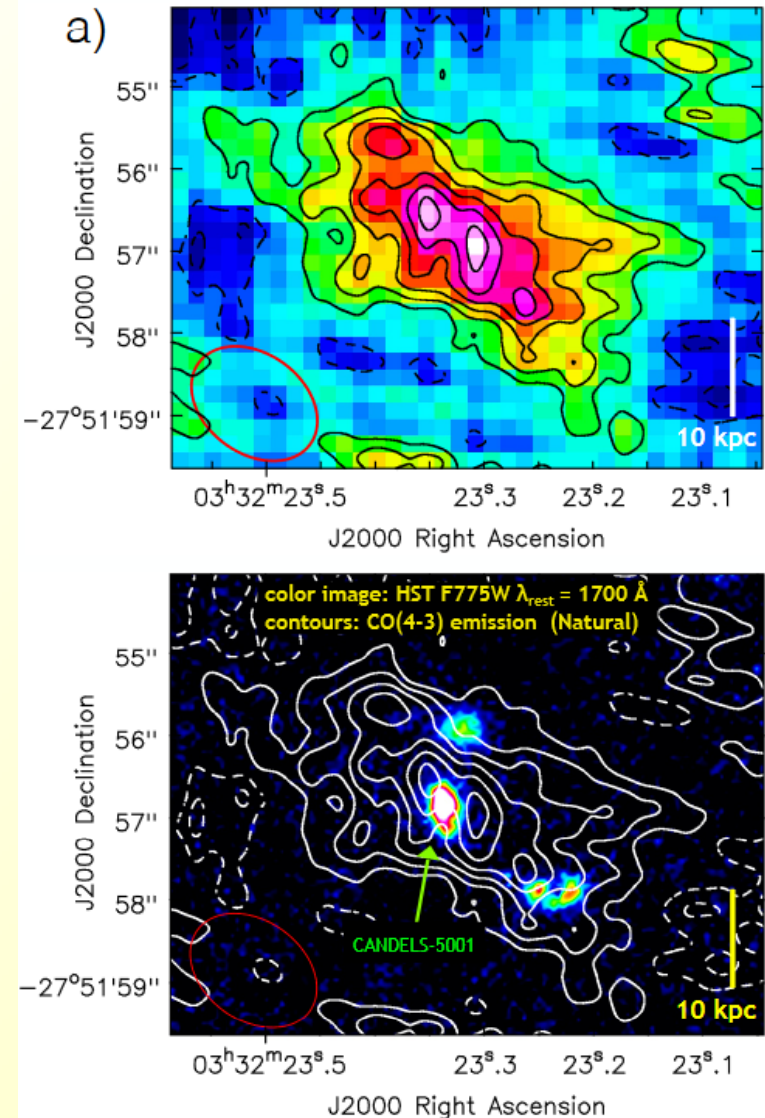 a)
55"
56"
57"
58"
−27°51'59"
J2000 Declination
10 kpc
03ʰ32ᵐ23ˢ.5
23ˢ.3
23ˢ.2
23ˢ.1
J2000 Right Ascension
color image: HST F775W λrest = 1700 Å
contours: CO(4-3) emission (Natural)
55"
56"
57"
58"
−27°51'59"
J2000 Declination
CANDELS-5001
10 kpc
03ʰ32ᵐ23ˢ.5
23ˢ.3
23ˢ.2
23ˢ.1
J2000 Right Ascension